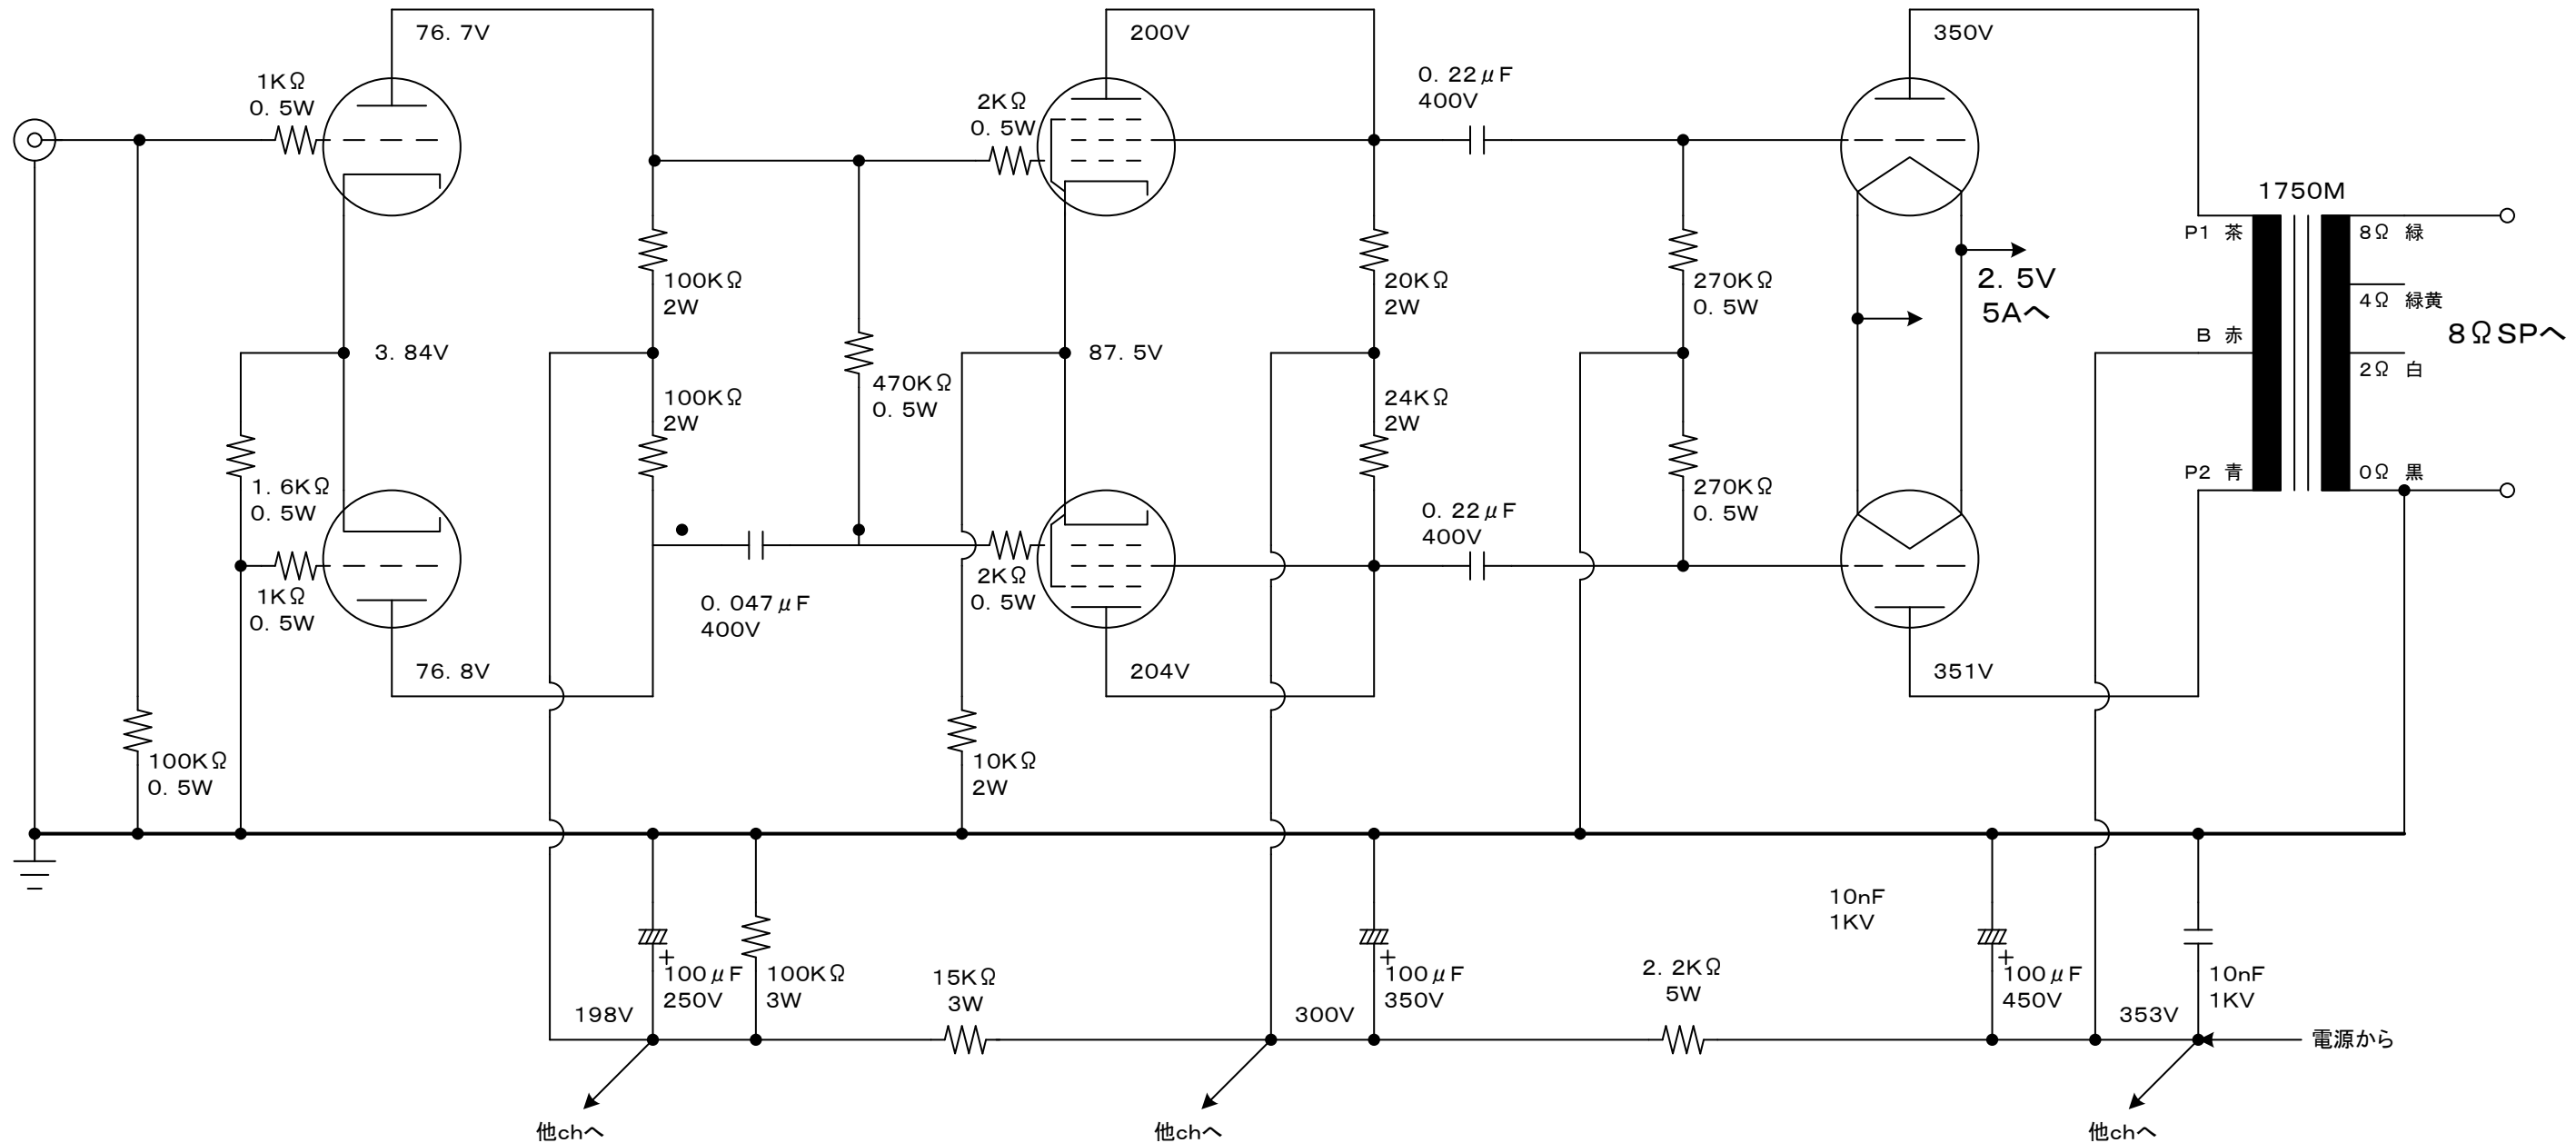 76. 7V
200V
350V
1KΩ
0. 5W
2KΩ
0. 5W
0. 22μF
400V
1750M
P1 茶
8Ω 緑
100KΩ
2W
20KΩ
2W
270KΩ
0. 5W
2. 5V
5Aへ
4Ω 緑黄
8ΩSPへ
B 赤
2Ω 白
3. 84V
87. 5V
470KΩ
0. 5W
100KΩ
2W
24KΩ
2W
270KΩ
0. 5W
P2 青
0Ω 黒
1. 6KΩ
0. 5W
0. 22μF
400V
1KΩ
0. 5W
2KΩ
0. 5W
0. 047μF
400V
76. 8V
204V
351V
100KΩ
0. 5W
10KΩ
2W
10nF
1KV
+
100μF
250V
100KΩ
3W
15KΩ
3W
+
100μF
350V
2. 2KΩ
5W
+
100μF
450V
10nF
1KV
198V
300V
353V
電源から
他chへ
他chへ
他chへ